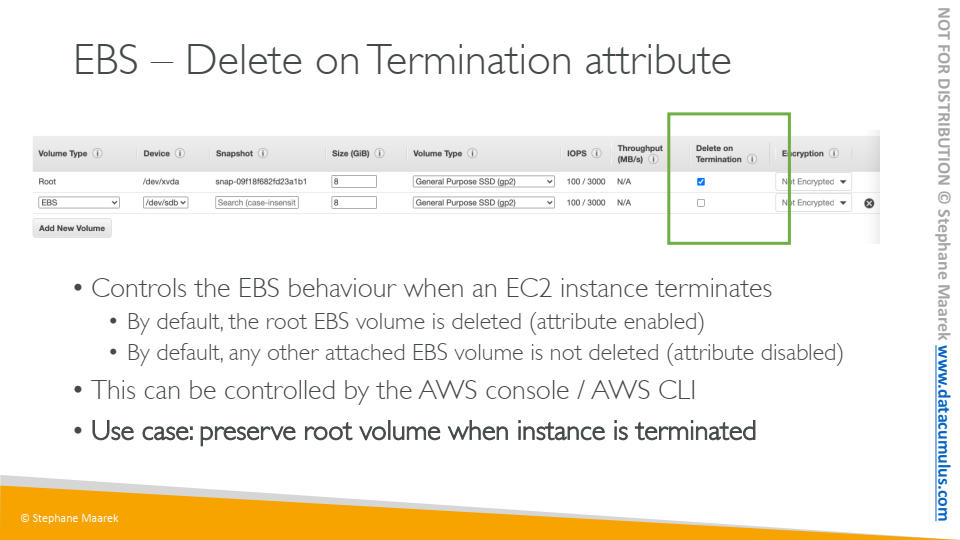 EBS – Delete on Termination attribute
Volume Type Device Snapshot Size (GiB) Volume Type IOPS Throughput (MB/s) Delete on Termination Encryption
Root /dev/xvda snap-09f18f682fd23a1b1 8 General Purpose SSD (gp2) 100 / 3000 N/A Not Encrypted
EBS /dev/sdb Search (case-insensit 8 General Purpose SSD (gp2) 100 / 3000 N/A Not Encrypted
Add New Volume
• Controls the EBS behaviour when an EC2 instance terminates
• By default, the root EBS volume is deleted (attribute enabled)
• By default, any other attached EBS volume is not deleted (attribute disabled)
• This can be controlled by the AWS console / AWS CLI
• Use case: preserve root volume when instance is terminated
© Stephane Maarek
NOT FOR DISTRIBUTION © Stephane Maarek www.datacumulus.com